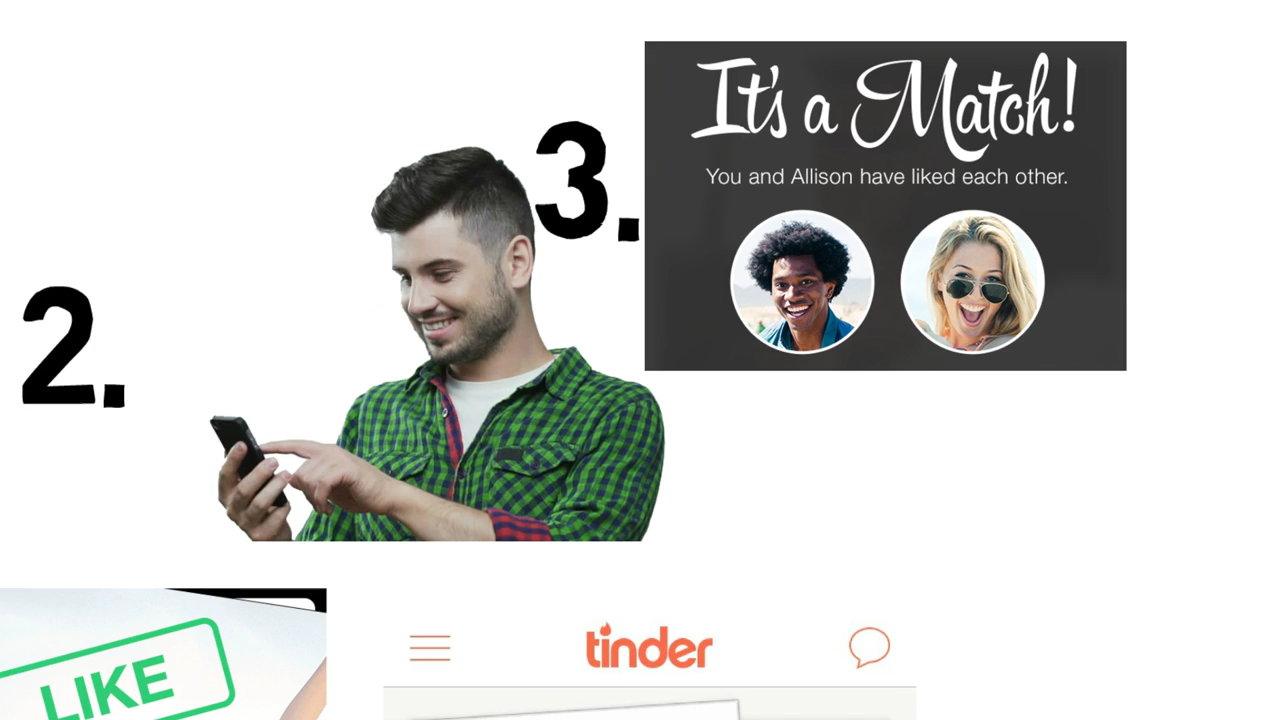 3.
It's a Match!
You and Allison have liked each other.
2.
LIKE
tinder